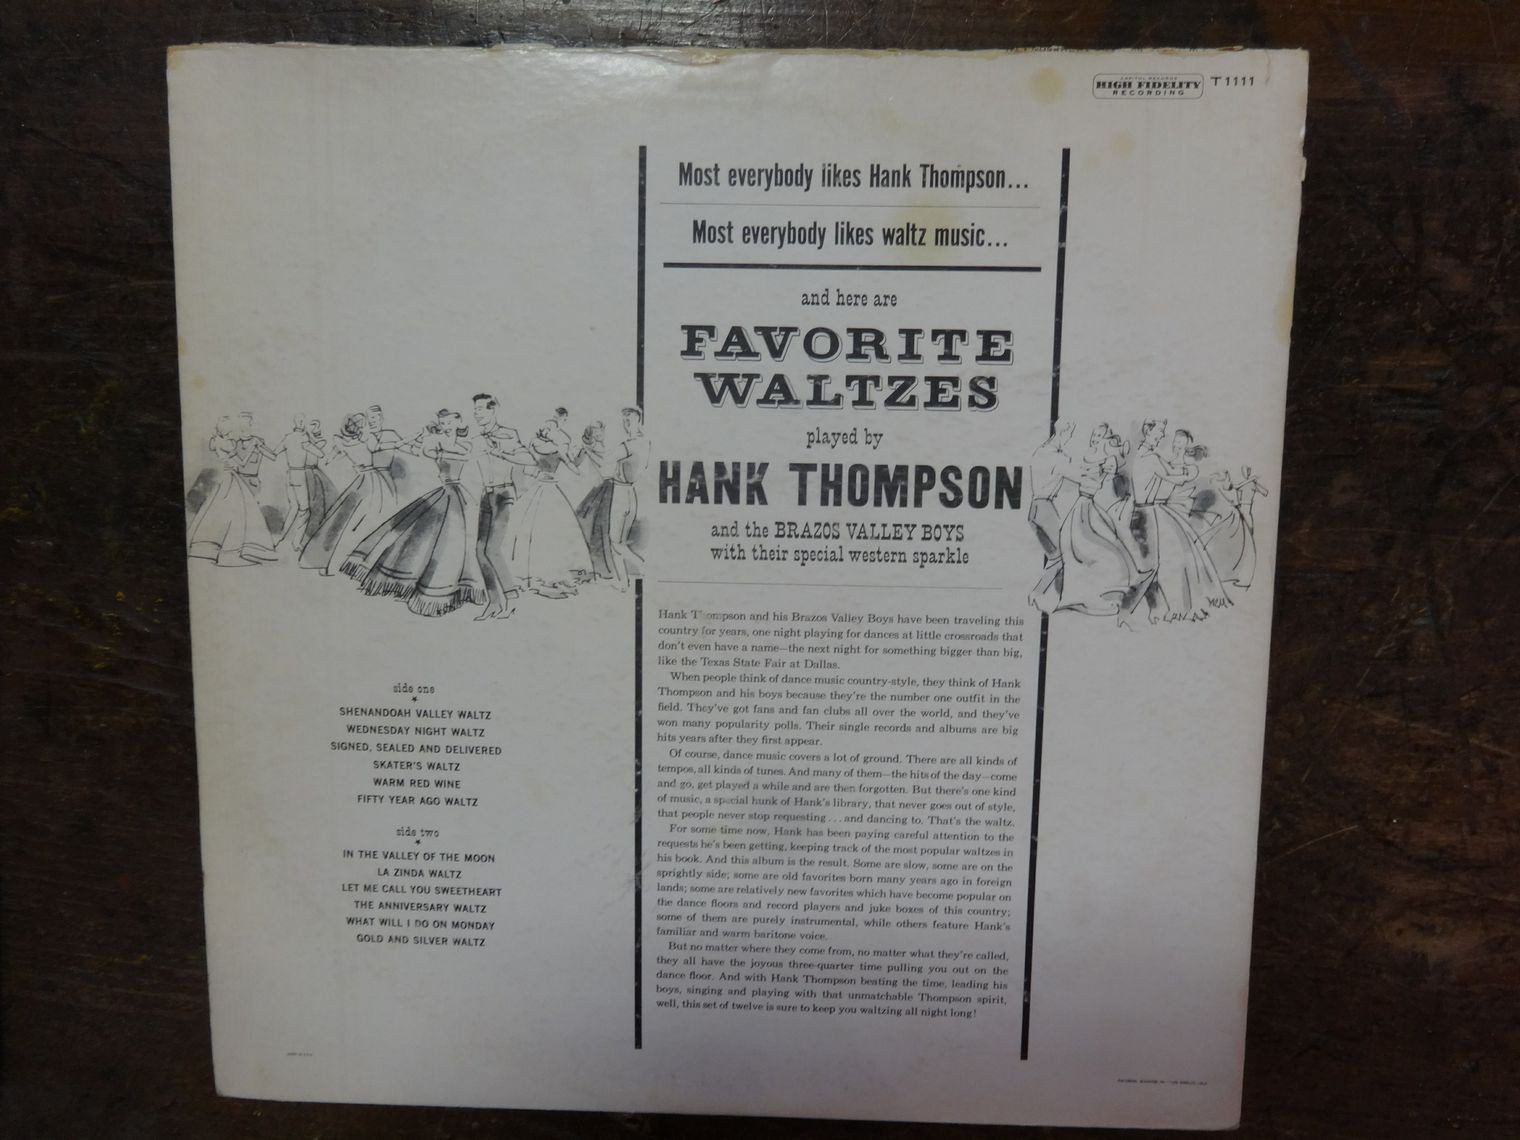 CAPITOL RECORDS
HIGH FIDELITY
RECORDING
T1111
Most everybody likes Hank Thompson...
Most everybody likes waltz music...
and here are
FAVORITE
WALTZES
played by
HANK THOMPSON
and the BRAZOS VALLEY BOYS
with their special western sparkle
side one
SHENANDOAH VALLEY WALTZ
WEDNESDAY NIGHT WALTZ
SIGNED, SEALED AND DELIVERED
SKATER'S WALTZ
WARM RED WINE
FIFTY YEAR AGO WALTZ
side two
IN THE VALLEY OF THE MOON
LA ZINDA WALTZ
LET ME CALL YOU SWEETHEART
THE ANNIVERSARY WALTZ
WHAT WILL I DO ON MONDAY
GOLD AND SILVER WALTZ
Hank Thompson and his Brazos Valley Boys have been traveling this
country for years, one night playing for dances at little crossroads that
don't even have a name—the next night for something bigger than big,
like the Texas State Fair at Dallas.
When people think of dance music country-style, they think of Hank
Thompson and his boys because they're the number one outfit in the
field. They've got fans and fan clubs all over the world, and they've
won many popularity polls. Their single records and albums are big
hits years after they first appear.
Of course, dance music covers a lot of ground. There are all kinds of
tempos, all kinds of tunes. And many of them—the hits of the day—come
and go, get played a while and are then forgotten. But there's one kind
of music, a special hunk of Hank's library, that never goes out of style,
that people never stop requesting...and dancing to. That's the waltz.
For some time now, Hank has been paying careful attention to the
requests he's been getting, keeping track of the most popular waltzes in
his book. And this album is the result. Some are slow, some are on the
sprightly side; some are old favorites born many years ago in foreign
lands; some are relatively new favorites which have become popular on
the dance floors and record players and juke boxes of this country;
some of them are purely instrumental, while others feature Hank's
familiar and warm baritone voice.
But no matter where they come from, no matter what they're called,
they all have the joyous three-quarter time pulling you out on the
dance floor. And with Hank Thompson beating the time, leading his
boys, singing and playing with that unmatchable Thompson spirit,
well, this set of twelve is sure to keep you waltzing all night long!